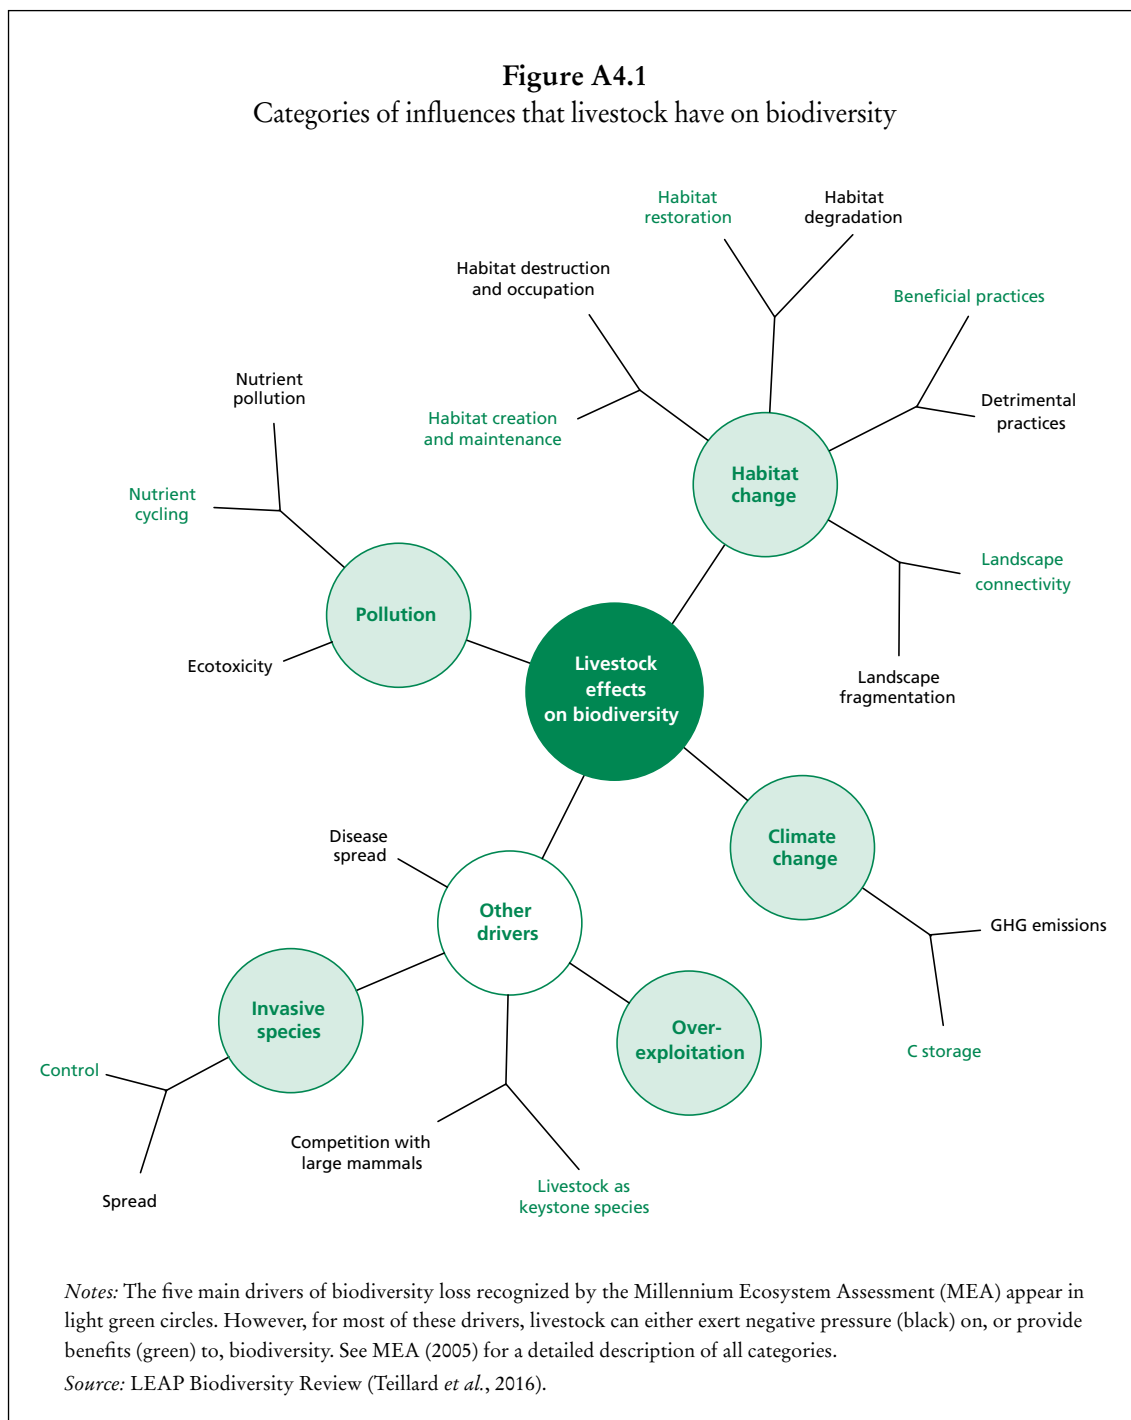 Figure A4.1
Categories of influences that livestock have on biodiversity
Habitat
restoration
Habitat
degradation
Habitat destruction
and occupation
Beneficial practices
Nutrient
pollution
Habitat creation
and maintenance
Detrimental
practices
Habitat
change
Nutrient
cycling
Landscape
connectivity
Pollution
Ecotoxicity
Livestock
effects
on biodiversity
Landscape
fragmentation
Disease
spread
Climate
change
Other
drivers
GHG emissions
Invasive
species
Over-
exploitation
C storage
Control
Competition with
large mammals
Spread
Livestock as
keystone species
Notes: The five main drivers of biodiversity loss recognized by the Millennium Ecosystem Assessment (MEA) appear in
light green circles. However, for most of these drivers, livestock can either exert negative pressure (black) on, or provide
benefits (green) to, biodiversity. See MEA (2005) for a detailed description of all categories.
Source: LEAP Biodiversity Review (Teillard et al., 2016).